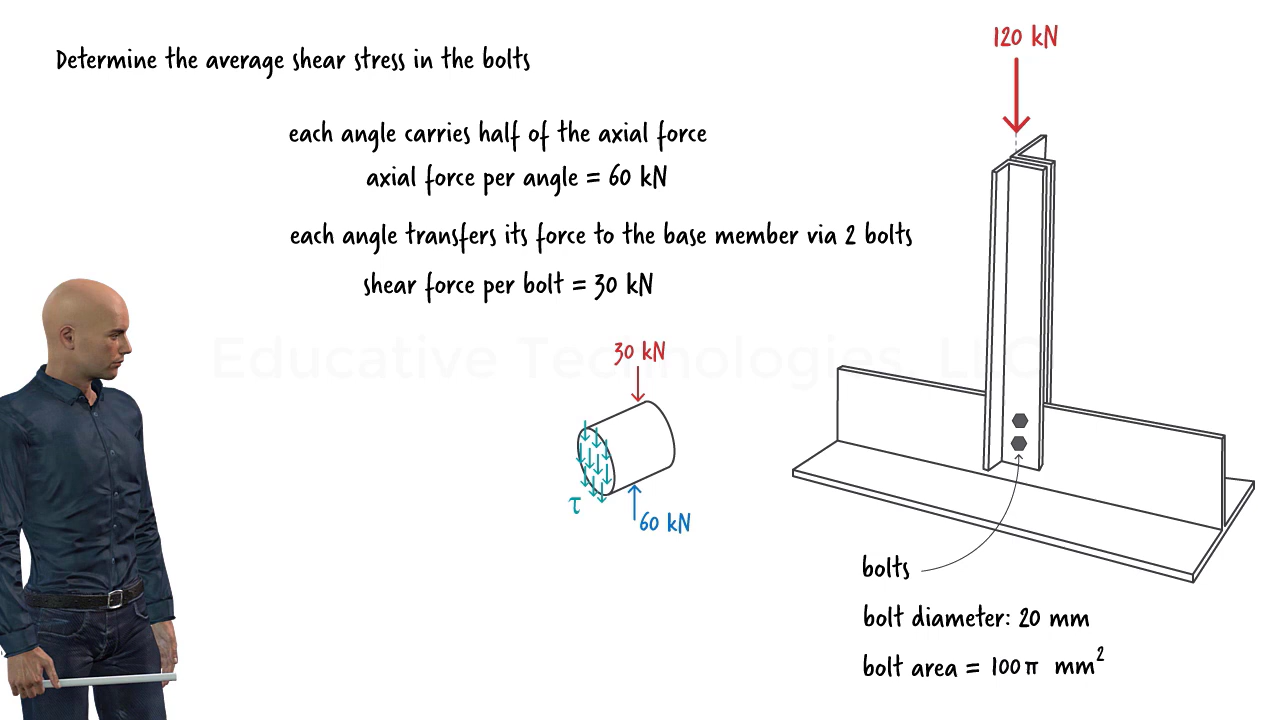 Determine the average shear stress in the bolts
120 kN
each angle carries half of the axial force
axial force per angle = 60 kN
each angle transfers its force to the base member via 2 bolts
shear force per bolt = 30 kN
Educative Technologies, LLC
30 kN
τ
60 kN
bolts
bolt diameter: 20 mm
bolt area = 100π mm²